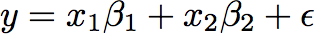 y = x₁β₁ + x₂β₂ + ϵ